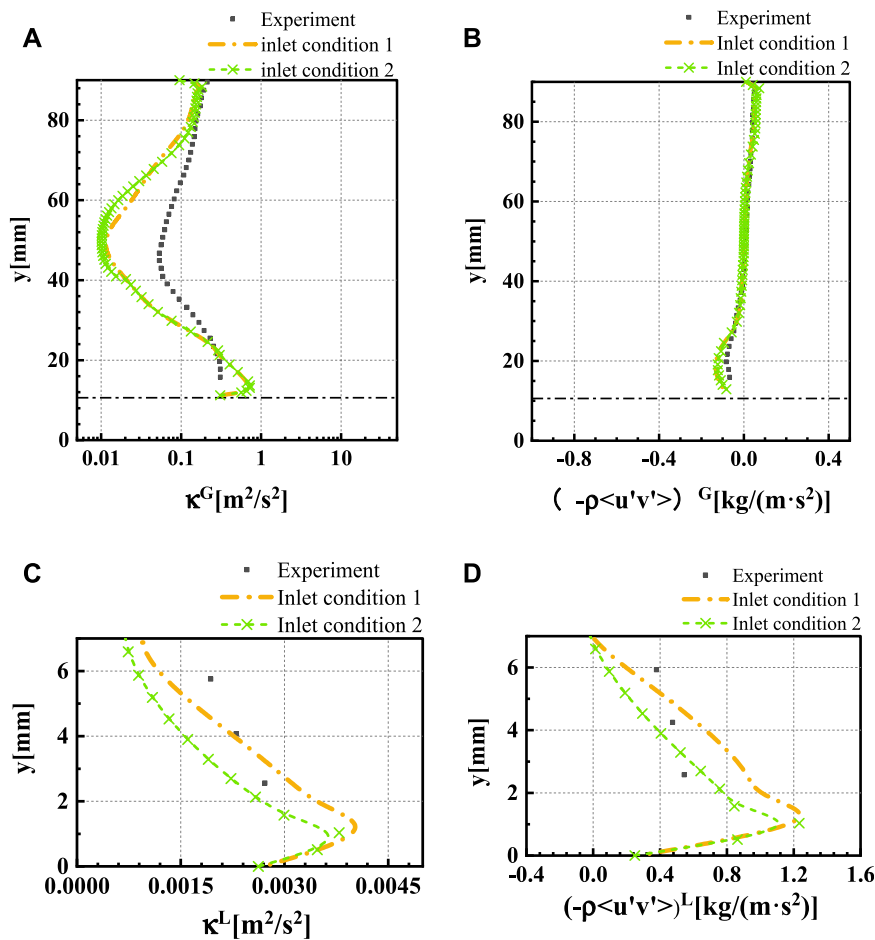 A
Experiment
inlet condition 1
inlet condition 2
y[mm]
80
60
40
20
0
0.01 0.1 1 10
κᴳ[m²/s²]
B
Experiment
Inlet condition 1
Inlet condition 2
y[mm]
80
60
40
20
0
-0.8 -0.4 0.0 0.4
（ -ρ<u'v'>） ᴳ[kg/(m·s²)]
C
Experiment
Inlet condition 1
Inlet condition 2
y[mm]
6
4
2
0
0.0000 0.0015 0.0030 0.0045
κᴸ[m²/s²]
D
Experiment
Inlet condition 1
Inlet condition 2
y[mm]
6
4
2
0
-0.4 0.0 0.4 0.8 1.2 1.6
(-ρ<u'v'>)ᴸ[kg/(m·s²)]